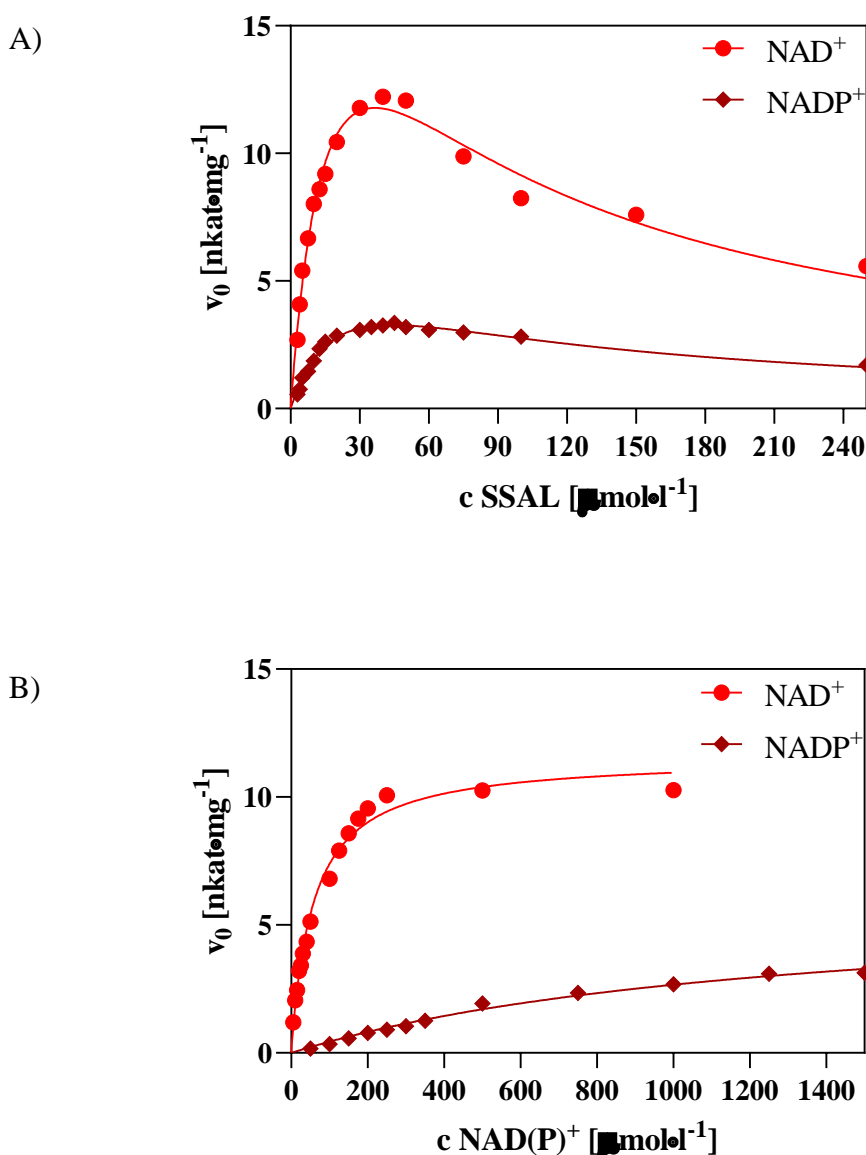 A)
15
10
5
0
v₀ [nkat•mg⁻¹]
NAD⁺
NADP⁺
0 30 60 90 120 150 180 210 240
c SSAL [µmol•l⁻¹]
B)
15
10
5
0
v₀ [nkat•mg⁻¹]
NAD⁺
NADP⁺
0 200 400 600 800 1000 1200 1400
c NAD(P)⁺ [µmol•l⁻¹]